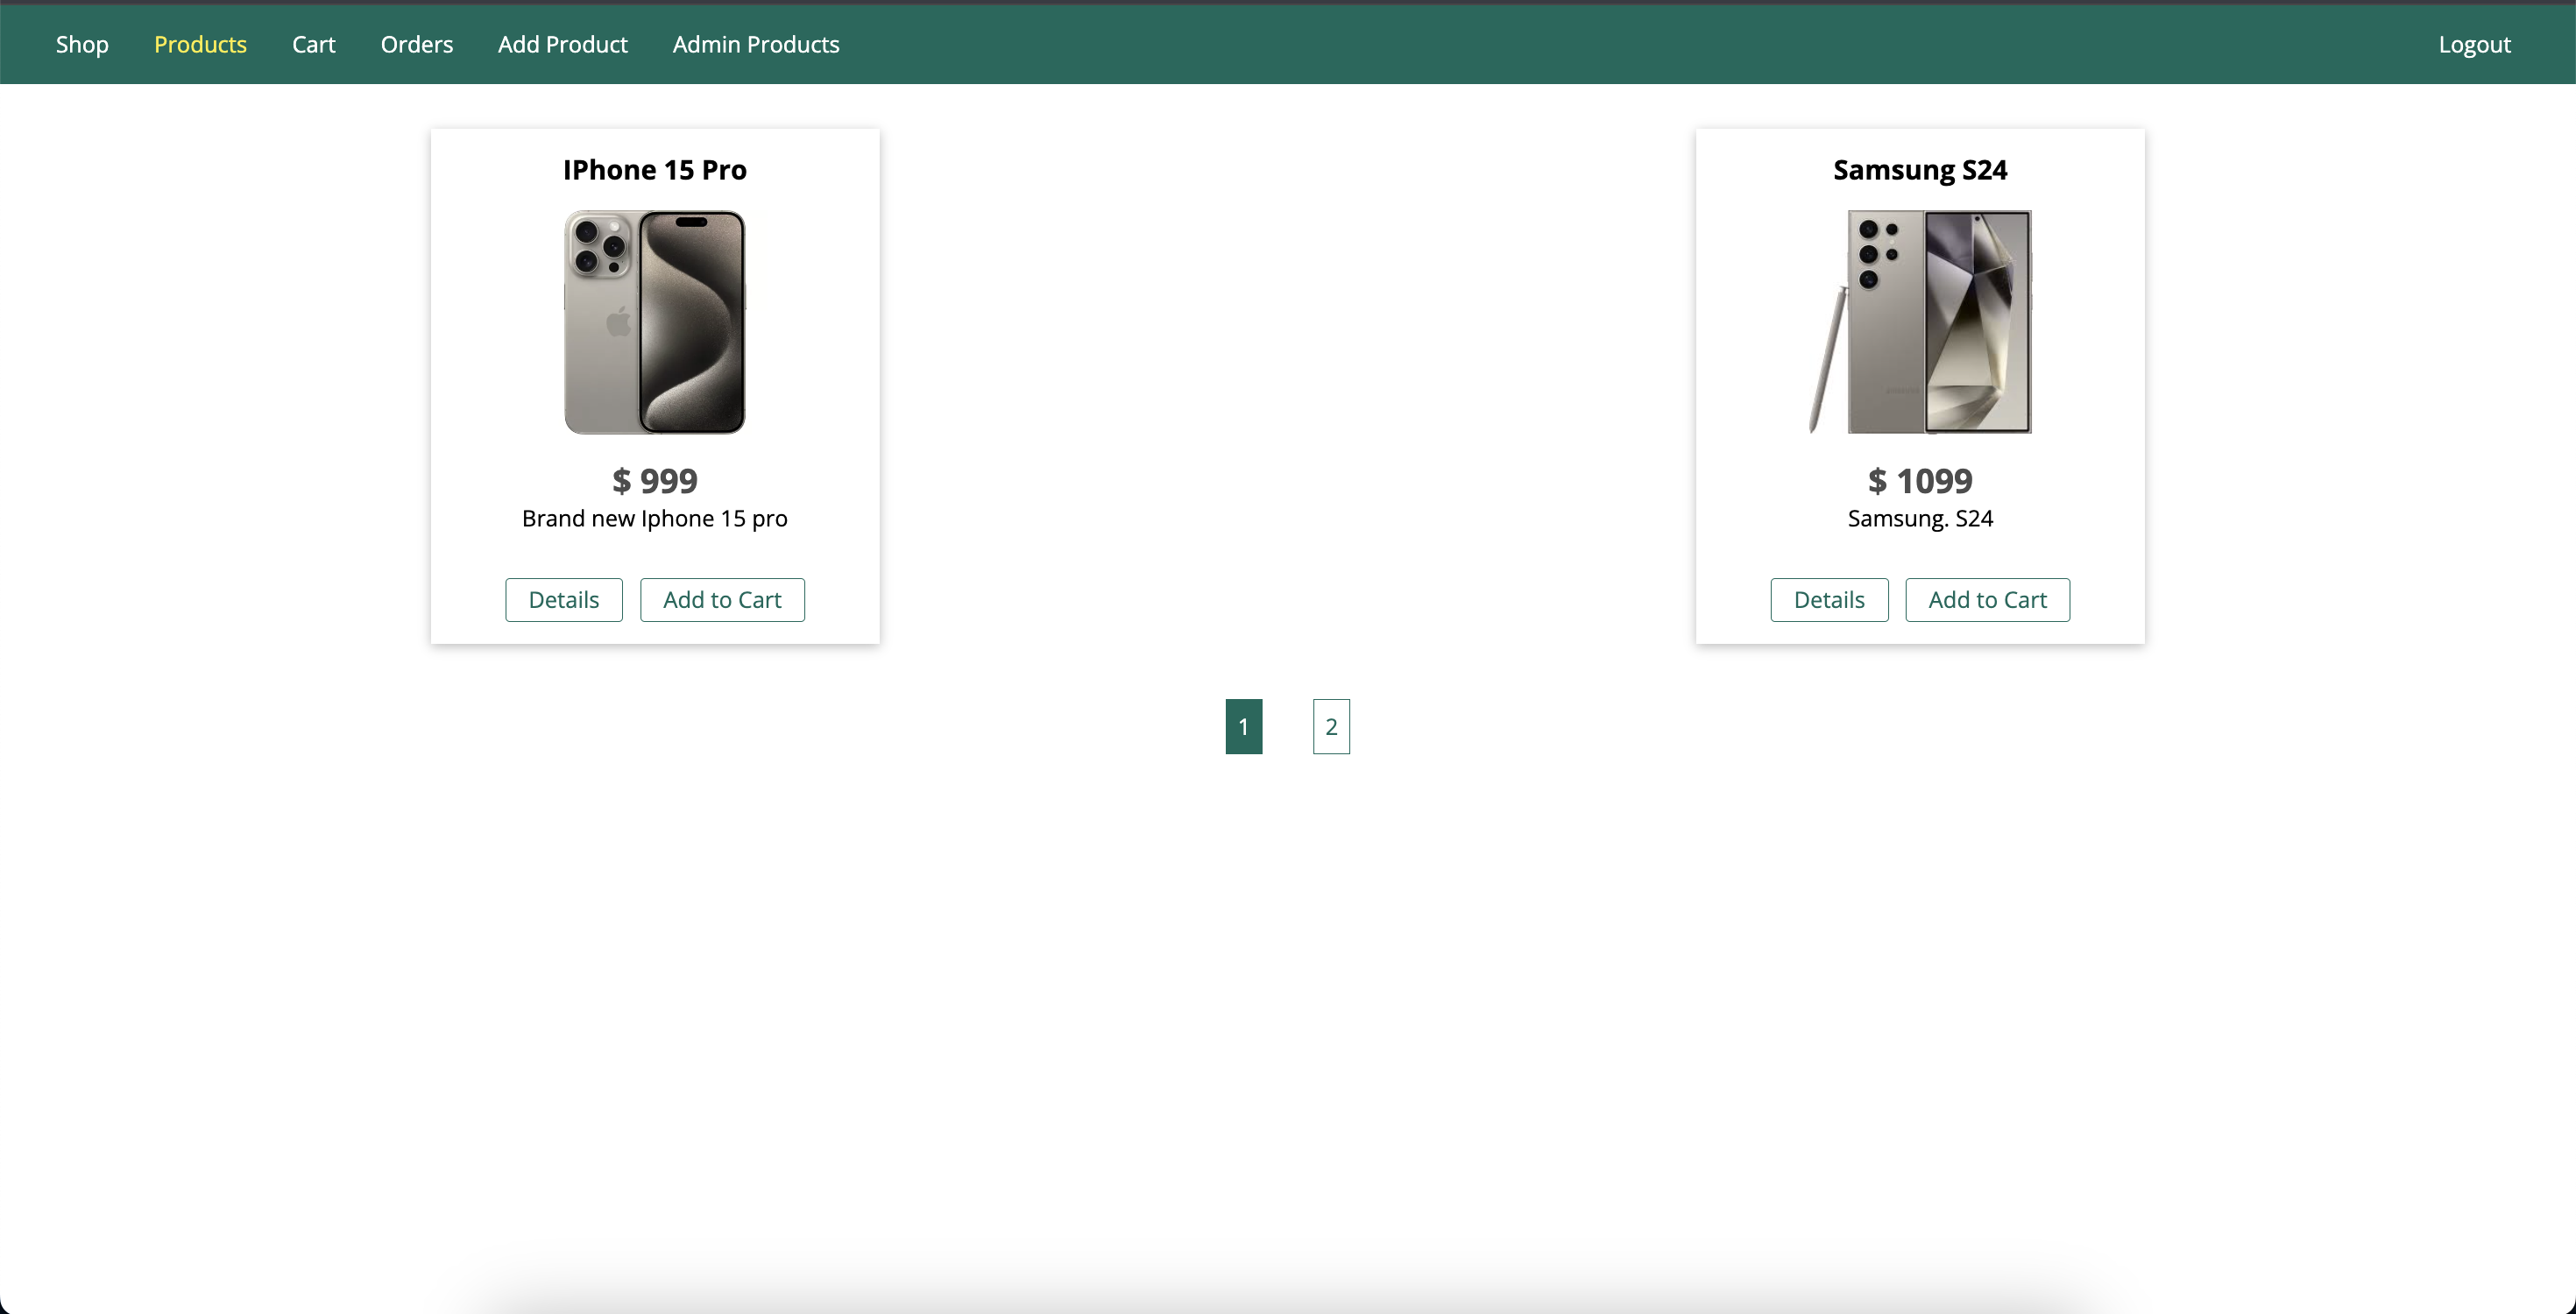 Shop Products Cart Orders Add Product Admin Products Logout
IPhone 15 Pro
$ 999
Brand new Iphone 15 pro
Details Add to Cart
Samsung S24
$ 1099
Samsung. S24
Details Add to Cart
1 2